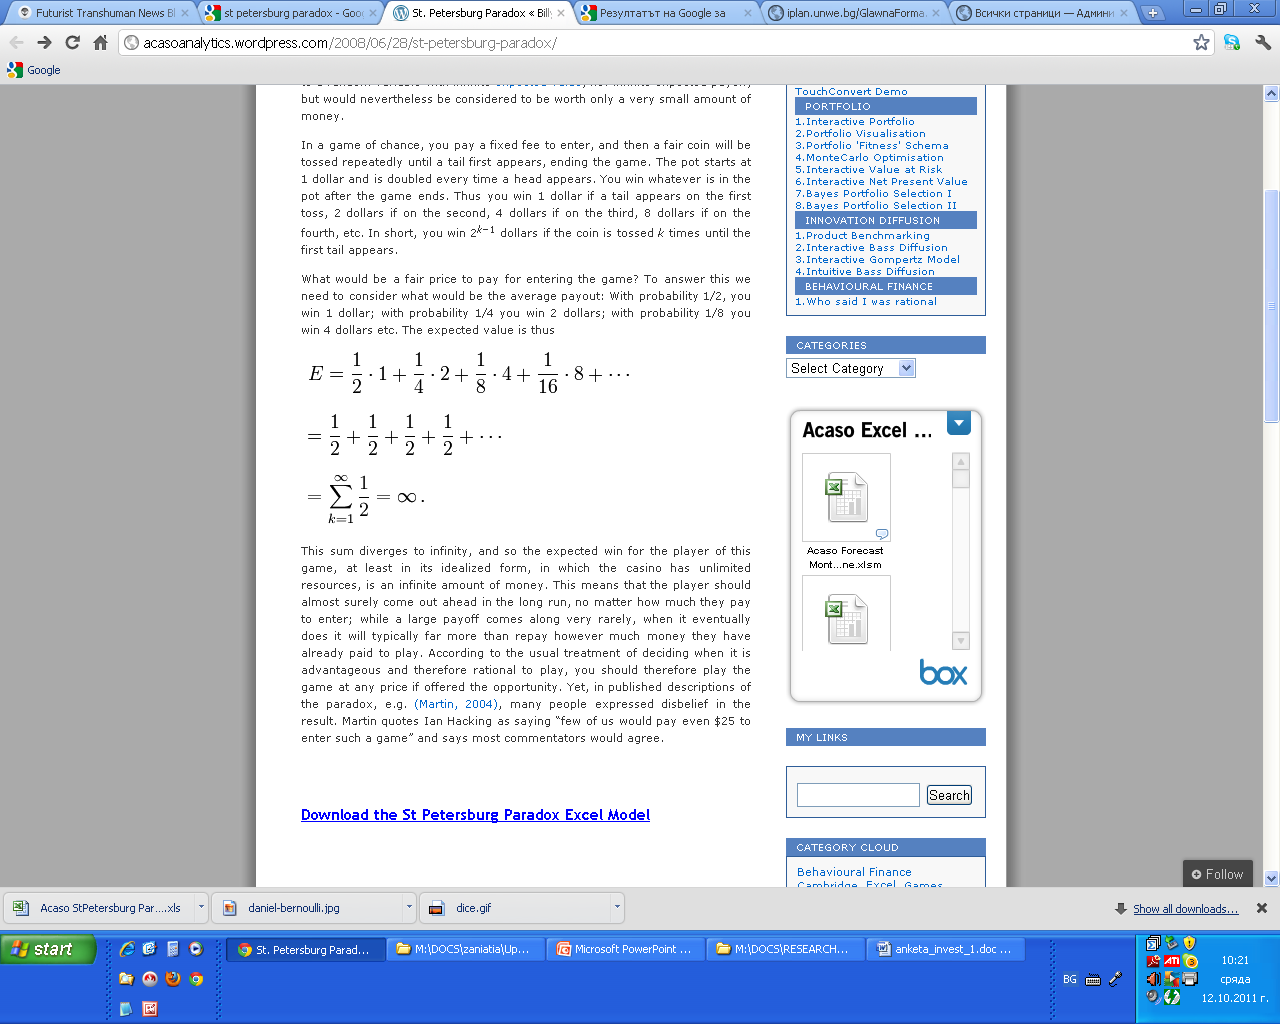 Futurist Transhuman News Bl
st petersburg paradox - Goo
St. Petersburg Paradox « Bill
Резултатът на Google за
iplan.unwe.bg/GlawnaForma.
Всички страници — Админи
acasoanalytics.wordpress.com/2008/06/28/st-petersburg-paradox/
Google
but would nevertheless be considered to be worth only a very small amount of
money.
In a game of chance, you pay a fixed fee to enter, and then a fair coin will be
tossed repeatedly until a tail first appears, ending the game. The pot starts at
1 dollar and is doubled every time a head appears. You win whatever is in the
pot after the game ends. Thus you win 1 dollar if a tail appears on the first
toss, 2 dollars if on the second, 4 dollars if on the third, 8 dollars if on the
fourth, etc. In short, you win 2^{k−1} dollars if the coin is tossed k times until the
first tail appears.
What would be a fair price to pay for entering the game? To answer this we
need to consider what would be the average payout: With probability 1/2, you
win 1 dollar; with probability 1/4 you win 2 dollars; with probability 1/8 you
win 4 dollars etc. The expected value is thus
E = 1/2 · 1 + 1/4 · 2 + 1/8 · 4 + 1/16 · 8 + ···
= 1/2 + 1/2 + 1/2 + 1/2 + ···
= ∑_{k=1}^{∞} 1/2 = ∞ .
This sum diverges to infinity, and so the expected win for the player of this
game, at least in its idealized form, in which the casino has unlimited
resources, is an infinite amount of money. This means that the player should
almost surely come out ahead in the long run, no matter how much they pay
to enter; while a large payoff comes along very rarely, when it eventually
does it will typically far more than repay however much money they have
already paid to play. According to the usual treatment of deciding when it is
advantageous and therefore rational to play, you should therefore play the
game at any price if offered the opportunity. Yet, in published descriptions of
the paradox, e.g. (Martin, 2004), many people expressed disbelief in the
result. Martin quotes Ian Hacking as saying “few of us would pay even $25 to
enter such a game” and says most commentators would agree.
Download the St Petersburg Paradox Excel Model
TouchConvert Demo
PORTFOLIO
1.Interactive Portfolio
2.Portfolio Visualisation
3.Portfolio 'Fitness' Schema
4.MonteCarlo Optimisation
5.Interactive Value at Risk
6.Interactive Net Present Value
7.Bayes Portfolio Selection I
8.Bayes Portfolio Selection II
INNOVATION DIFFUSION
1.Product Benchmarking
2.Interactive Bass Diffusion
3.Interactive Gompertz Model
4.Intuitive Bass Diffusion
BEHAVIOURAL FINANCE
1.Who said I was rational
CATEGORIES
Select Category
Acaso Excel ...
Acaso Forecast
Mont...ne.xlsm
box
MY LINKS
Search
CATEGORY CLOUD
Behavioural Finance
Cambridge Excel Games
Follow
Acaso StPetersburg Par....xls
daniel-bernoulli.jpg
dice.gif
Show all downloads...
start
St. Petersburg Parad...
M:\DOCS\zaniatia\Up...
Microsoft PowerPoint ...
M:\DOCS\RESEARCH...
anketa_invest_1.doc ...
BG
ATI
10:21
сряда
12.10.2011 г.